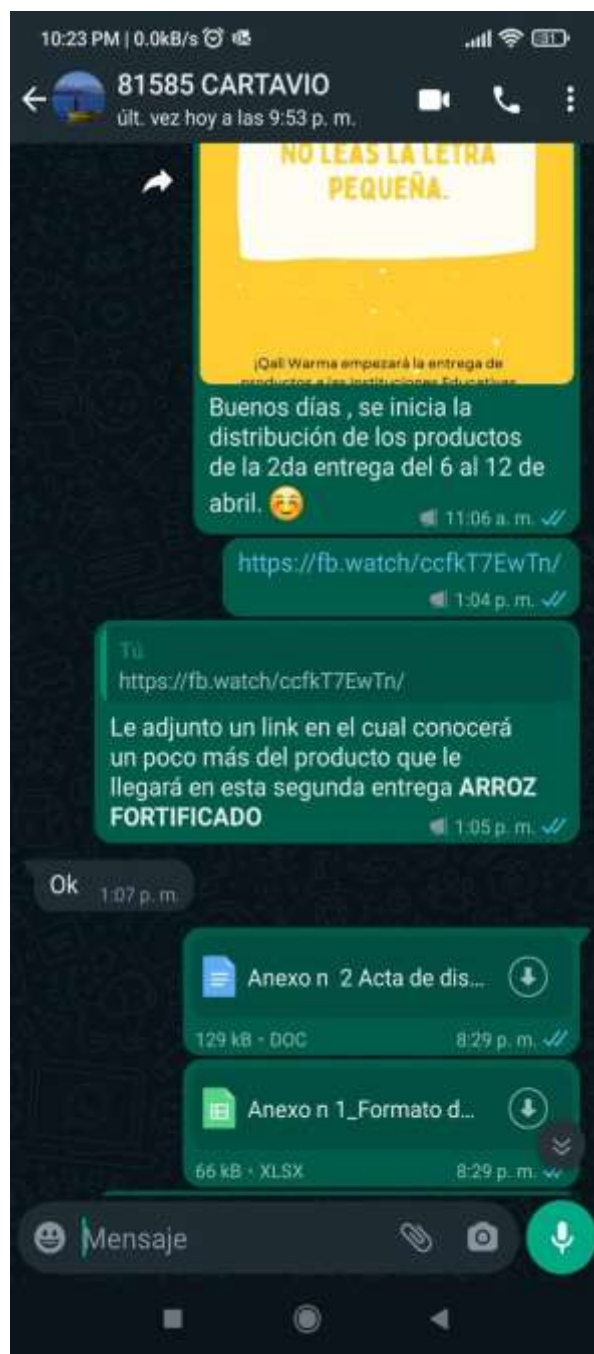 10:23 PM | 0.0kB/s
31
81585 CARTAVIO
últ. vez hoy a las 9:53 p. m.
NO LEAS LA LETRA
PEQUEÑA.
¡Qali Warma empezará la entrega de
productos a las Instituciones Educativas
Buenos días , se inicia la
distribución de los productos
de la 2da entrega del 6 al 12 de
abril. ☺️
11:06 a. m.
https://fb.watch/ccfkT7EwTn/
1:04 p. m.
Tú
https://fb.watch/ccfkT7EwTn/
Le adjunto un link en el cual conocerá
un poco más del producto que le
llegará en esta segunda entrega ARROZ
FORTIFICADO
1:05 p. m.
Ok
1:07 p. m.
Anexo n 2 Acta de dis...
129 kB • DOC
8:29 p. m.
Anexo n 1_Formato d...
66 kB • XLSX
8:29 p. m.
Mensaje